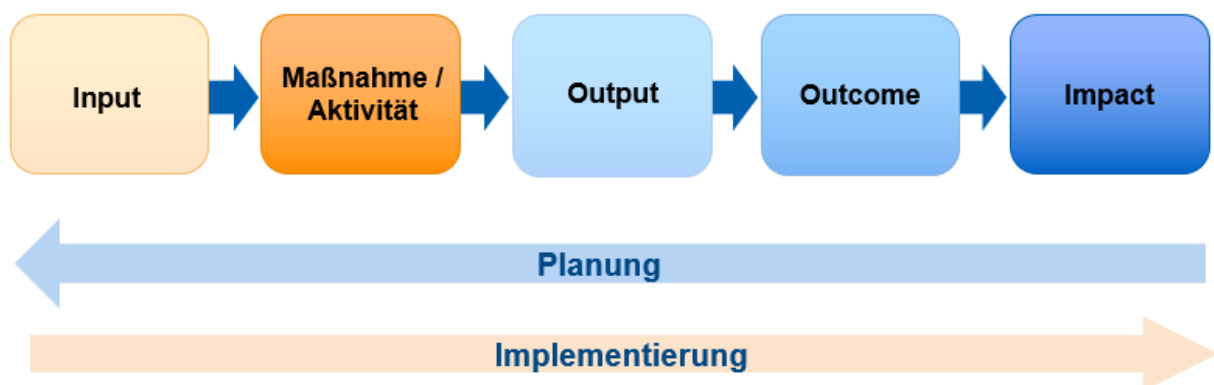 Input
Maßnahme /
Aktivität
Output
Outcome
Impact
Planung
Implementierung